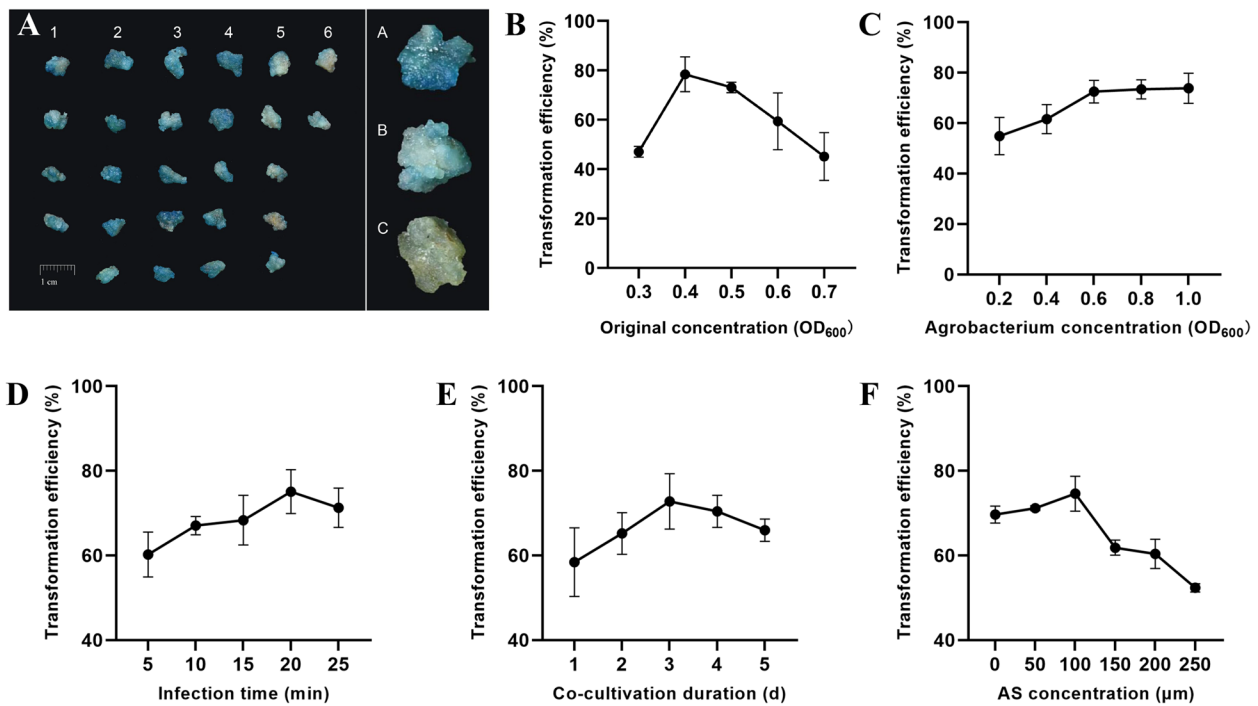 A
1 2 3 4 5 6
1 cm
A
B
C
B
Transformation efficiency (%)
100
80
60
40
20
0
0.3 0.4 0.5 0.6 0.7
Original concentration (OD600)
C
Transformation efficiency (%)
100
80
60
40
20
0
0.2 0.4 0.6 0.8 1.0
Agrobacterium concentration (OD600)
D
Transformation efficiency (%)
100
80
60
40
5 10 15 20 25
Infection time (min)
E
Transformation efficiency (%)
100
80
60
40
1 2 3 4 5
Co-cultivation duration (d)
F
Transformation efficiency (%)
100
80
60
40
0 50 100 150 200 250
AS concentration (μm)